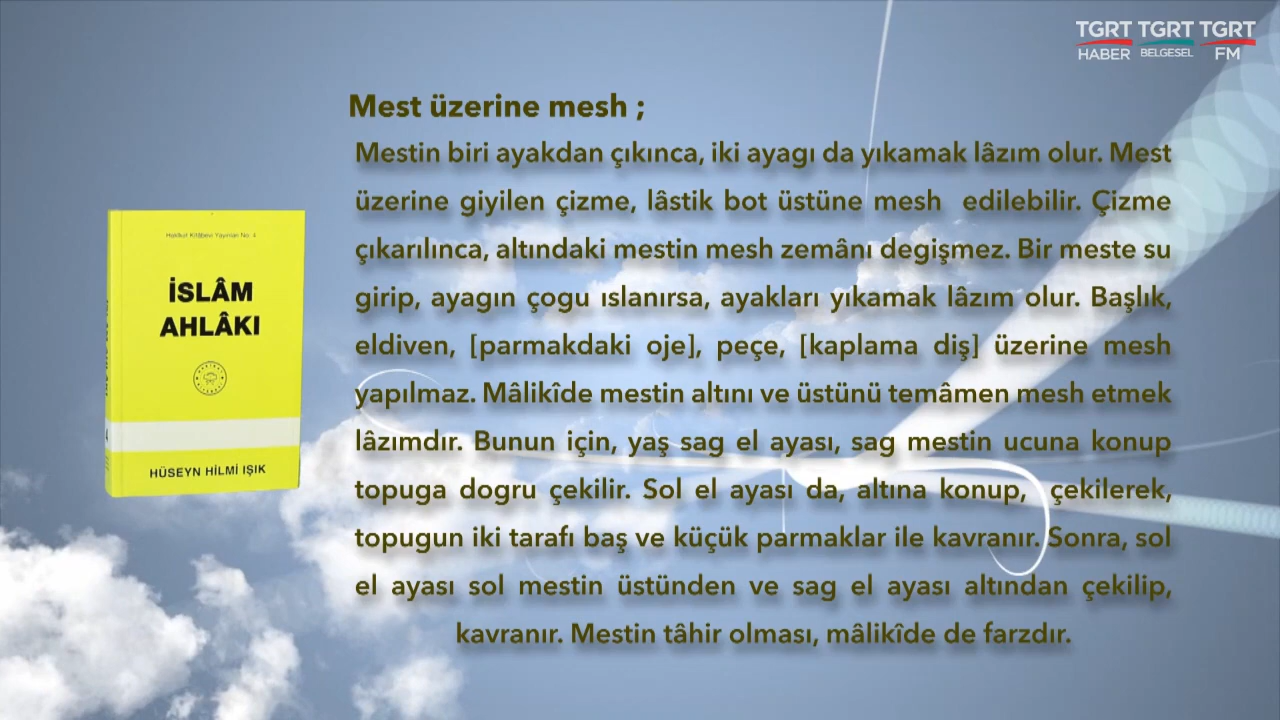 TGRT TGRT TGRT
HABER BELGESEL FM
Mest üzerine mesh ;
Mestin biri ayakdan çıkınca, iki ayagı da yıkamak lâzım olur. Mest
üzerine giyilen çizme, lâstik bot üstüne mesh edilebilir. Çizme
çıkarılınca, altındaki mestin mesh zemânı degişmez. Bir meste su
girip, ayagın çogu ıslanırsa, ayakları yıkamak lâzım olur. Başlık,
eldiven, [parmakdaki oje], peçe, [kaplama diş] üzerine mesh
yapılmaz. Mâlikîde mestin altını ve üstünü temâmen mesh etmek
lâzımdır. Bunun için, yaş sag el ayası, sag mestin ucuna konup
topuga dogru çekilir. Sol el ayası da, altına konup, çekilerek,
topugun iki tarafı baş ve küçük parmaklar ile kavranır. Sonra, sol
el ayası sol mestin üstünden ve sag el ayası altından çekilip,
kavranır. Mestin tâhir olması, mâlikîde de farzdır.
Hakîkat Kitâbevi Yayınları No. 4
İSLÂM
AHLÂKI
HÜSEYN HİLMİ IŞIK